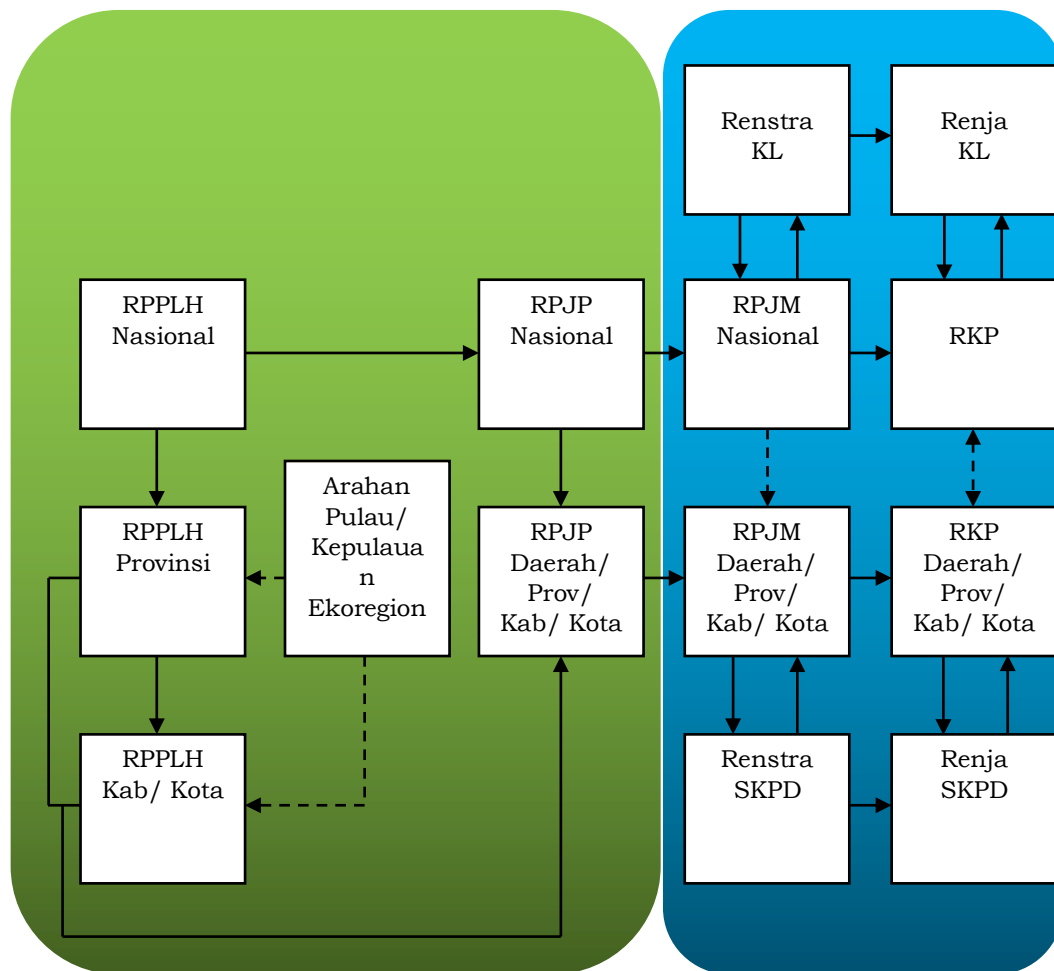 Renstra
KL
Renja
KL
RPPLH
Nasional
RPJP
Nasional
RPJM
Nasional
RKP
RPPLH
Provinsi
Arahan
Pulau/
Kepulaua
n
Ekoregion
RPJP
Daerah/
Prov/
Kab/ Kota
RPJM
Daerah/
Prov/
Kab/ Kota
RKP
Daerah/
Prov/
Kab/ Kota
RPPLH
Kab/ Kota
Renstra
SKPD
Renja
SKPD